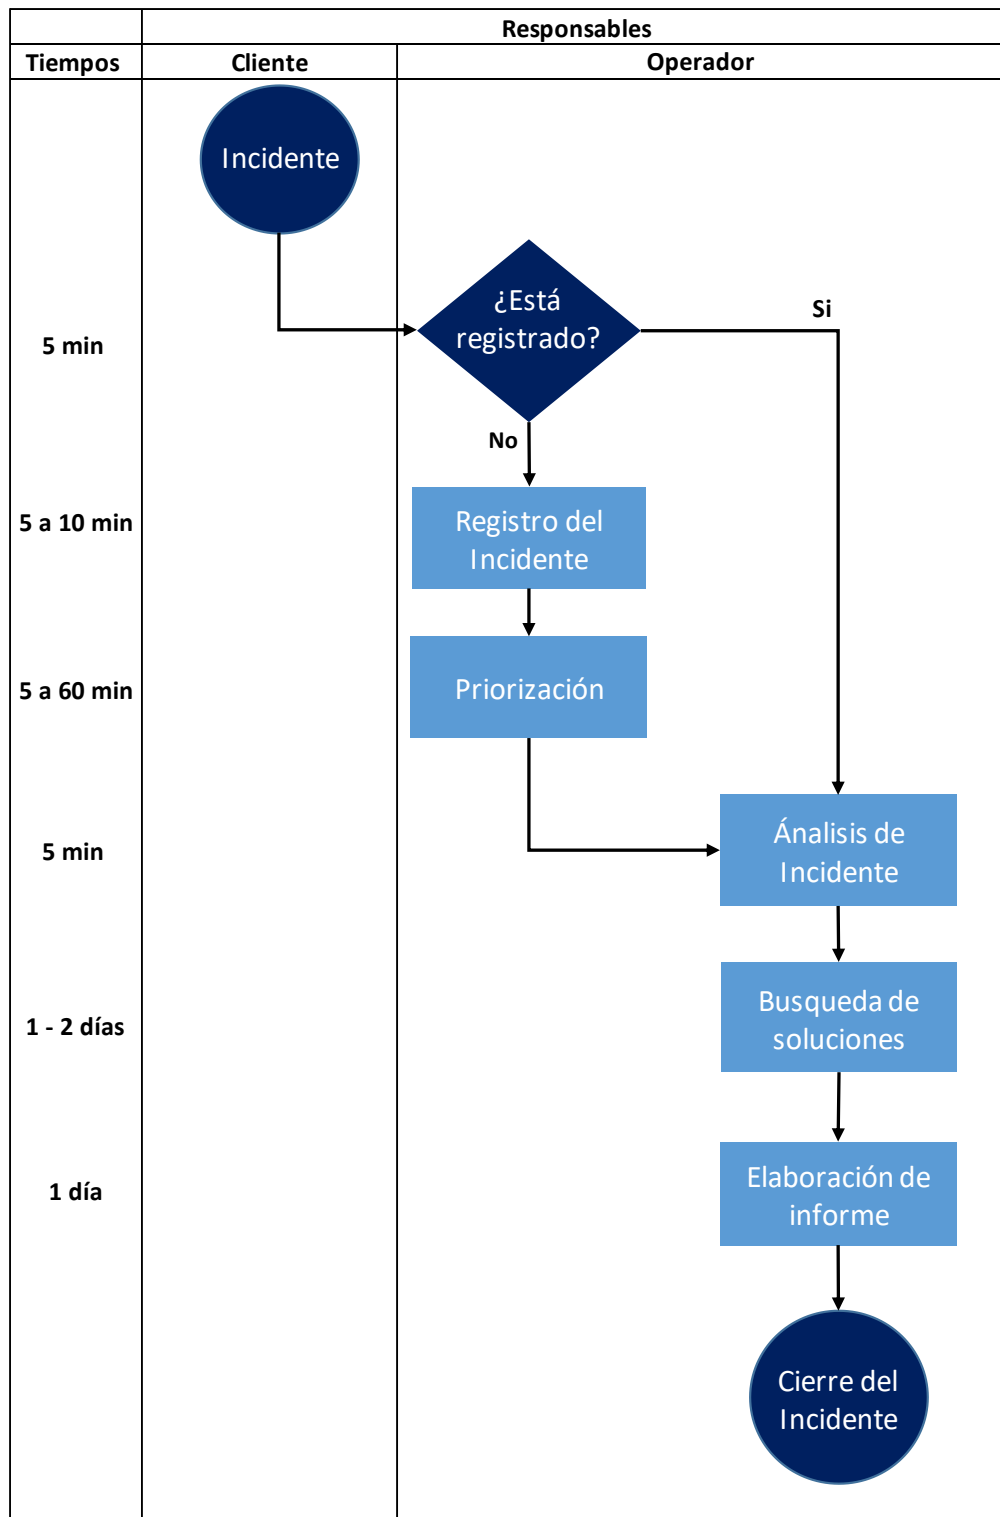 Responsables
Tiempos
Cliente
Operador
Incidente
¿Está
registrado?
Si
5 min
No
5 a 10 min
Registro del
Incidente
5 a 60 min
Priorización
5 min
Ánalisis de
Incidente
1 - 2 días
Busqueda de
soluciones
1 día
Elaboración de
informe
Cierre del
Incidente